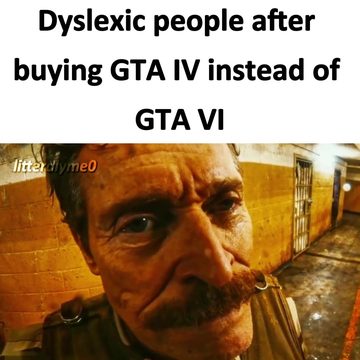 Dyslexic people after
buying GTA IV instead of
GTA VI
litterallyme0